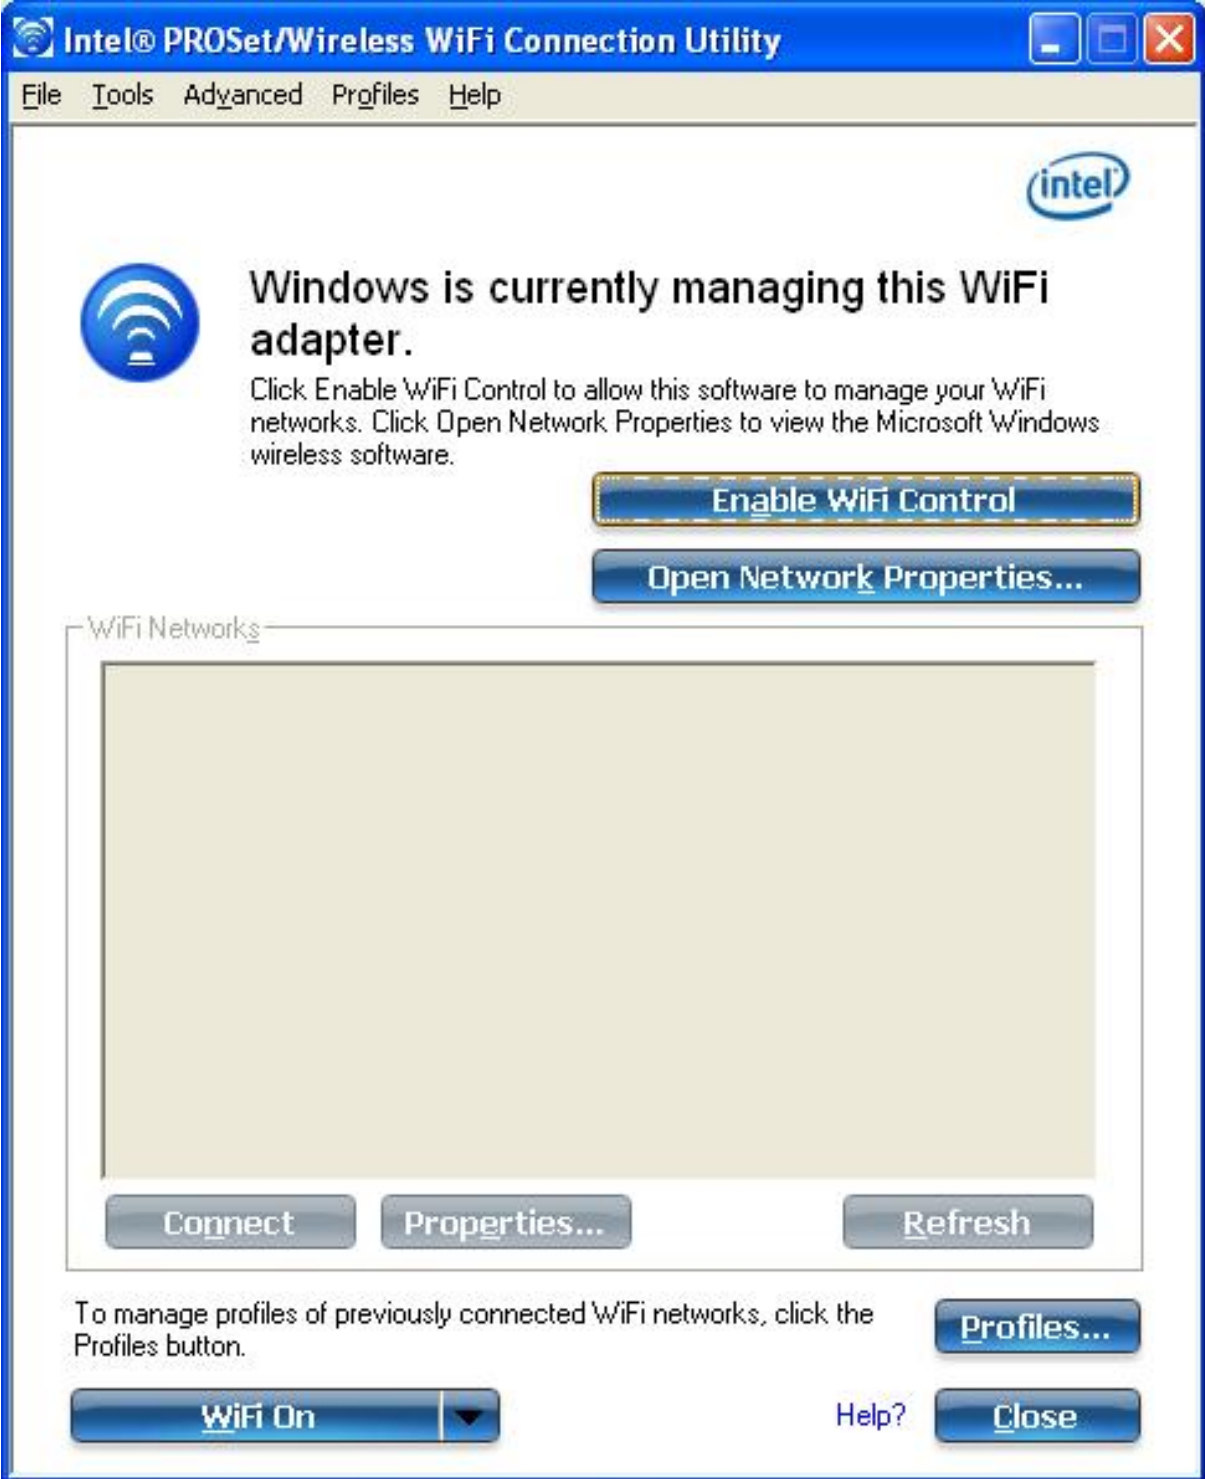 Intel® PROSet/Wireless WiFi Connection Utility
File Tools Advanced Profiles Help
intel
Windows is currently managing this WiFi
adapter.
Click Enable WiFi Control to allow this software to manage your WiFi
networks. Click Open Network Properties to view the Microsoft Windows
wireless software.
Enable WiFi Control
Open Network Properties...
WiFi Networks
Connect Properties... Refresh
To manage profiles of previously connected WiFi networks, click the
Profiles button.
Profiles...
WiFi On Help? Close